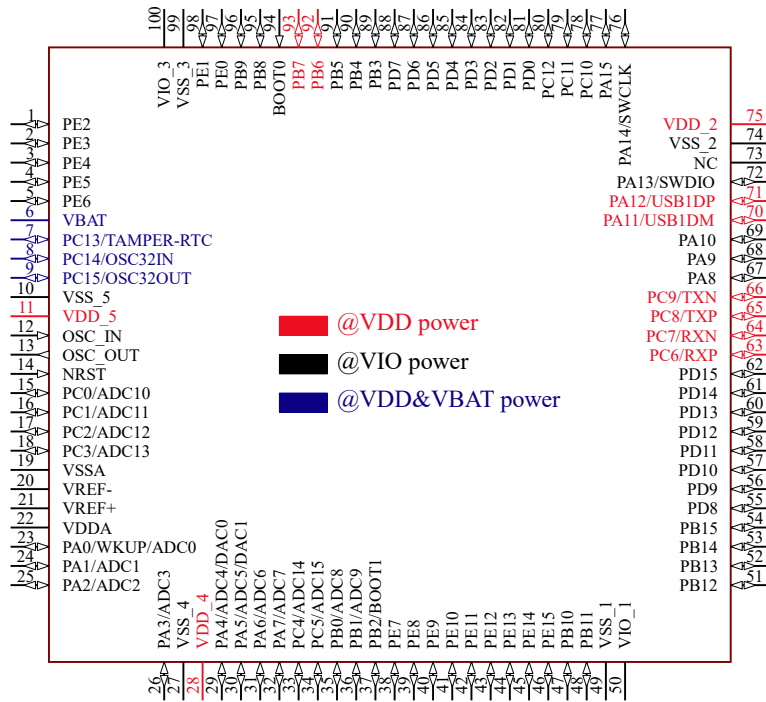 100 99 98 97 96 95 94 93 92 91 90 89 88 87 86 85 84 83 82 81 80 79 78 77 76
VIO_3
VSS_3
PE1
PE0
PB9
PB8
BOOT0
PB7
PB6
PB5
PB4
PB3
PD7
PD6
PD5
PD4
PD3
PD2
PD1
PD0
PC12
PC11
PC10
PA15
PA14/SWCLK
1 PE2
2 PE3
3 PE4
4 PE5
5 PE6
6 VBAT
7 PC13/TAMPER-RTC
8 PC14/OSC32IN
9 PC15/OSC32OUT
10 VSS_5
11 VDD_5
12 OSC_IN
13 OSC_OUT
14 NRST
15 PC0/ADC10
16 PC1/ADC11
17 PC2/ADC12
18 PC3/ADC13
19 VSSA
20 VREF-
21 VREF+
22 VDDA
23 PA0/WKUP/ADC0
24 PA1/ADC1
25 PA2/ADC2
@VDD power
@VIO power
@VDD&VBAT power
VDD_2 75
VSS_2 74
NC 73
PA13/SWDIO 72
PA12/USB1DP 71
PA11/USB1DM 70
PA10 69
PA9 68
PA8 67
PC9/TXN 66
PC8/TXP 65
PC7/RXN 64
PC6/RXP 63
PD15 62
PD14 61
PD13 60
PD12 59
PD11 58
PD10 57
PD9 56
PD8 55
PB15 54
PB14 53
PB13 52
PB12 51
PA3/ADC3
VSS_4
VDD_4
PA4/ADC4/DAC0
PA5/ADC5/DAC1
PA6/ADC6
PA7/ADC7
PC4/ADC14
PC5/ADC15
PB0/ADC8
PB1/ADC9
PB2/BOOT1
PE7
PE8
PE9
PE10
PE11
PE12
PE13
PE14
PE15
PB10
PB11
VSS_1
VIO_1
26 27 28 29 30 31 32 33 34 35 36 37 38 39 40 41 42 43 44 45 46 47 48 49 50